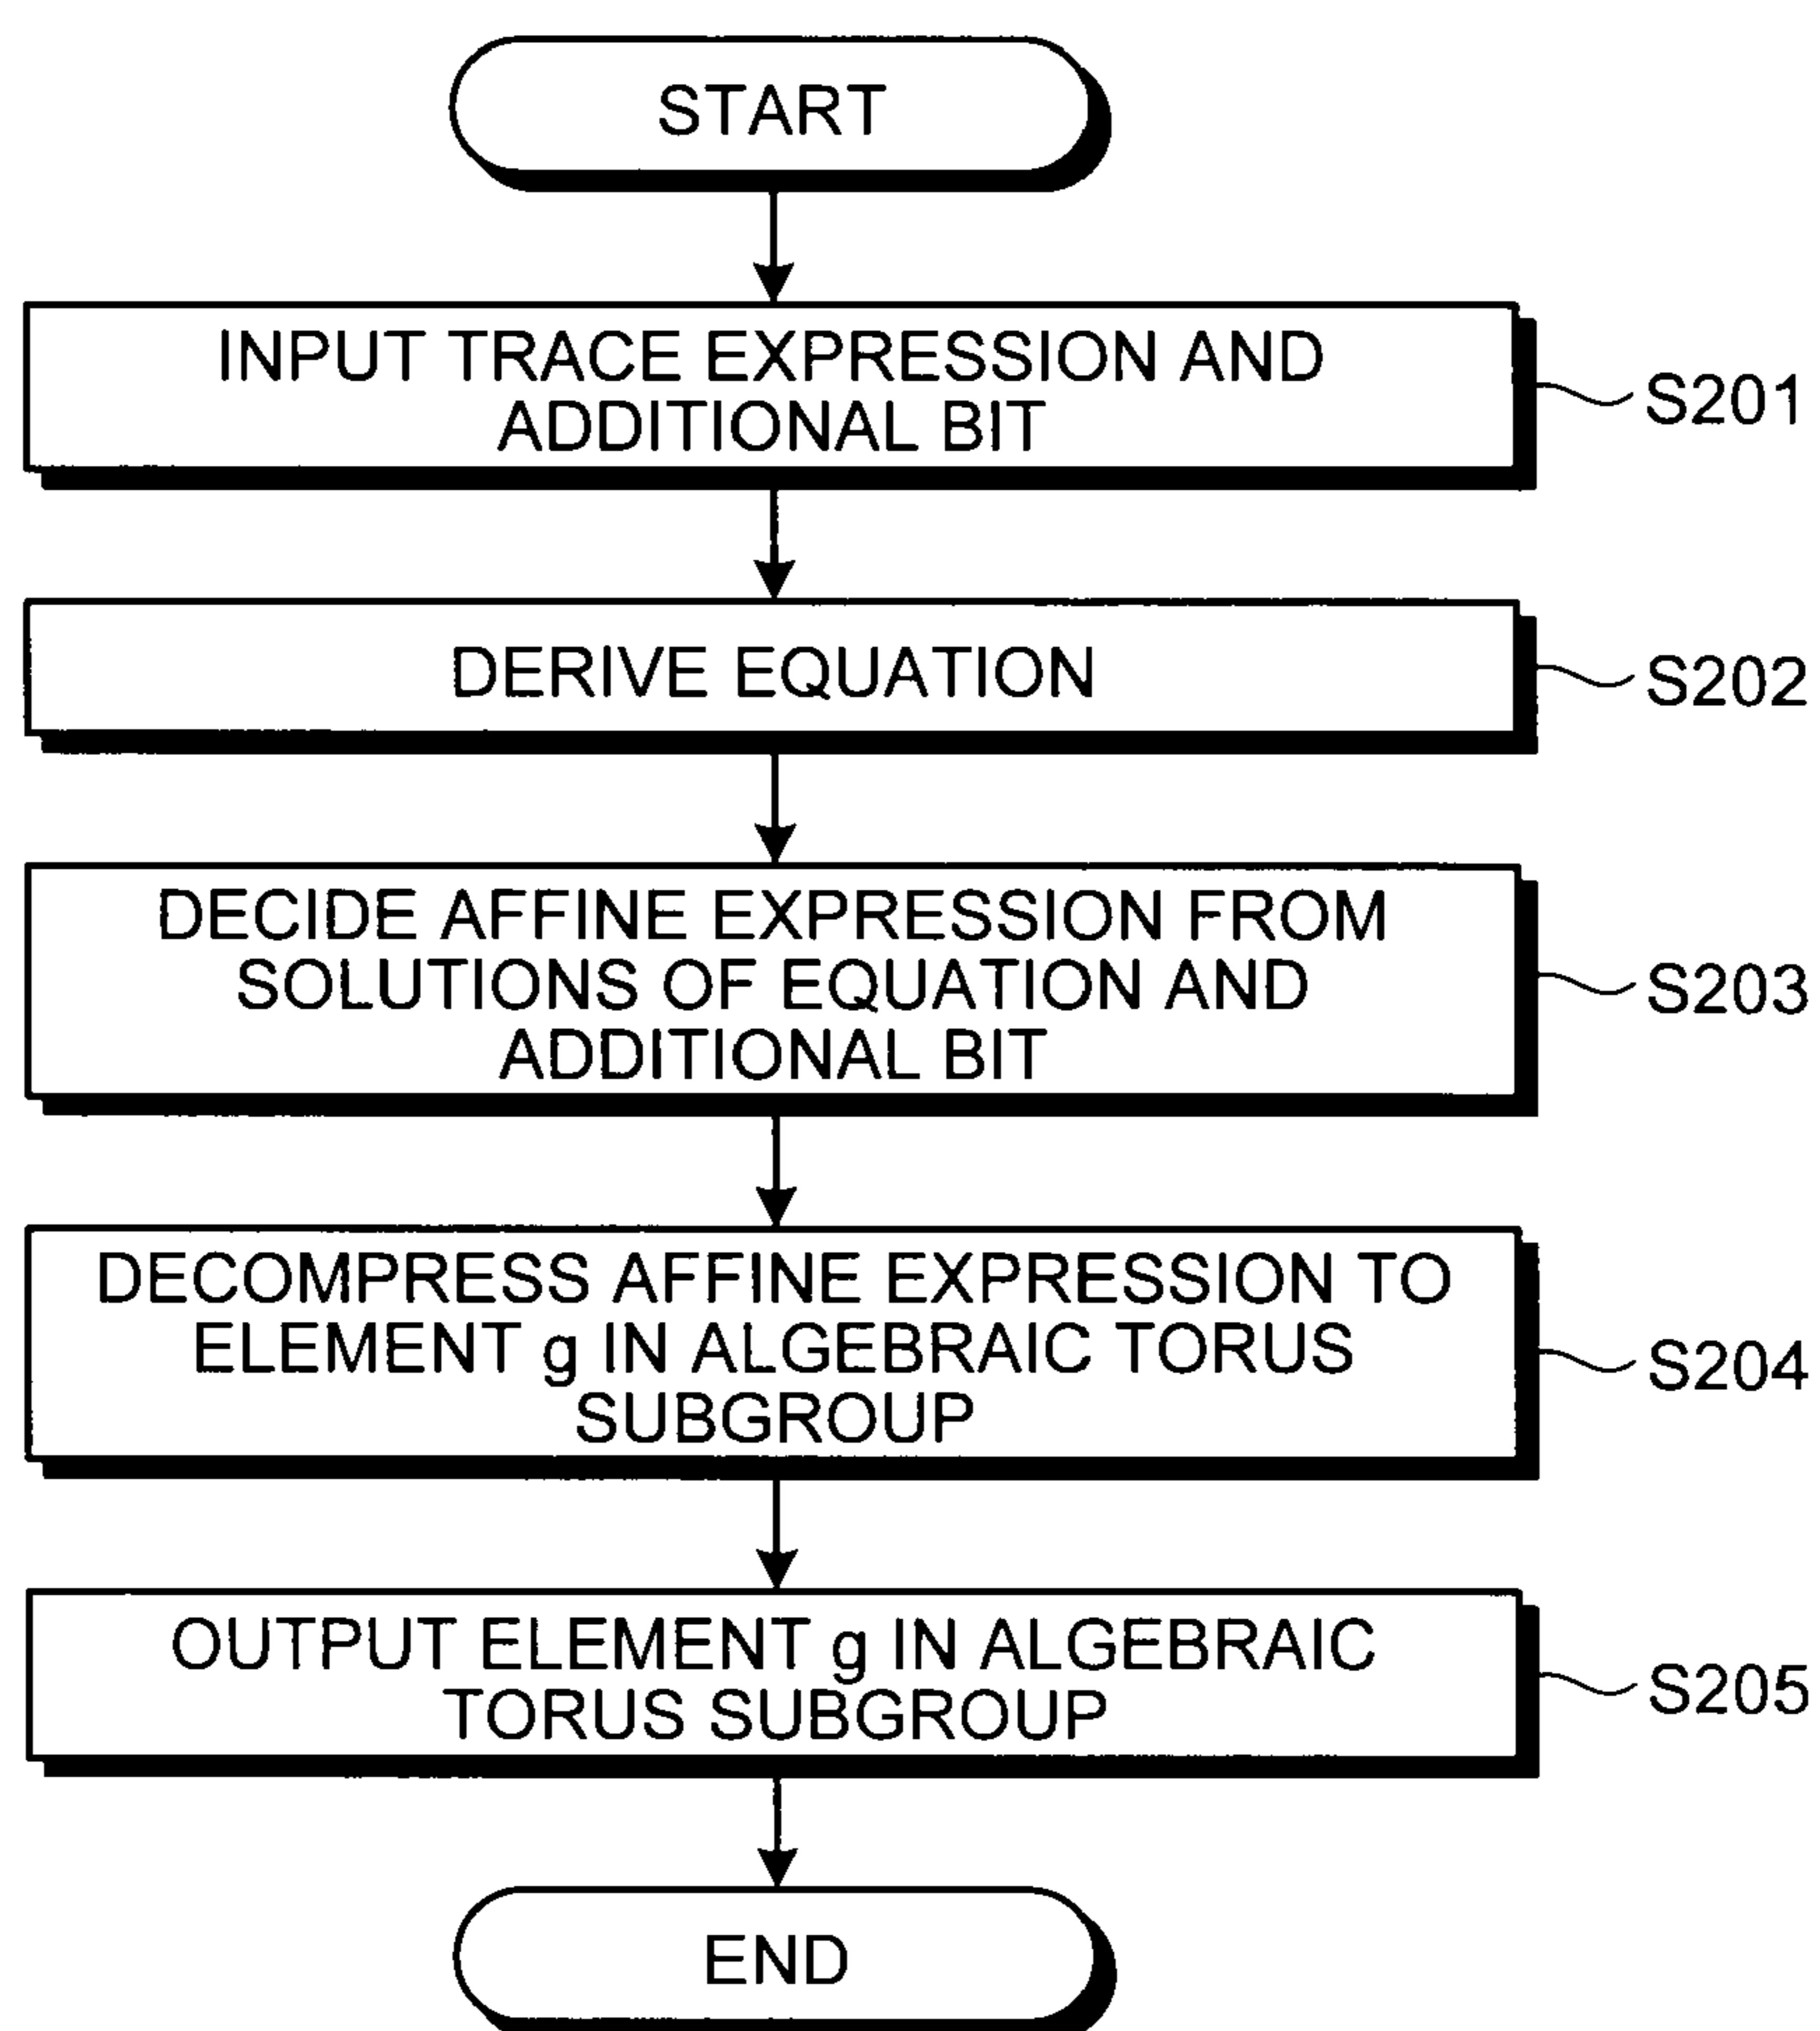 START
INPUT TRACE EXPRESSION AND
ADDITIONAL BIT
S201
DERIVE EQUATION
S202
DECIDE AFFINE EXPRESSION FROM
SOLUTIONS OF EQUATION AND
ADDITIONAL BIT
S203
DECOMPRESS AFFINE EXPRESSION TO
ELEMENT g IN ALGEBRAIC TORUS
SUBGROUP
S204
OUTPUT ELEMENT g IN ALGEBRAIC
TORUS SUBGROUP
S205
END